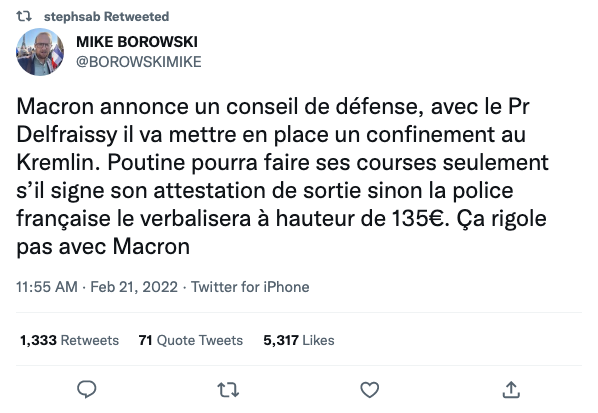 stephsab Retweeted
MIKE BOROWSKI
@BOROWSKIMIKE
Macron annonce un conseil de défense, avec le Pr
Delfraissy il va mettre en place un confinement au
Kremlin. Poutine pourra faire ses courses seulement
s’il signe son attestation de sortie sinon la police
française le verbalisera à hauteur de 135€. Ça rigole
pas avec Macron
11:55 AM · Feb 21, 2022 · Twitter for iPhone
1,333 Retweets 71 Quote Tweets 5,317 Likes